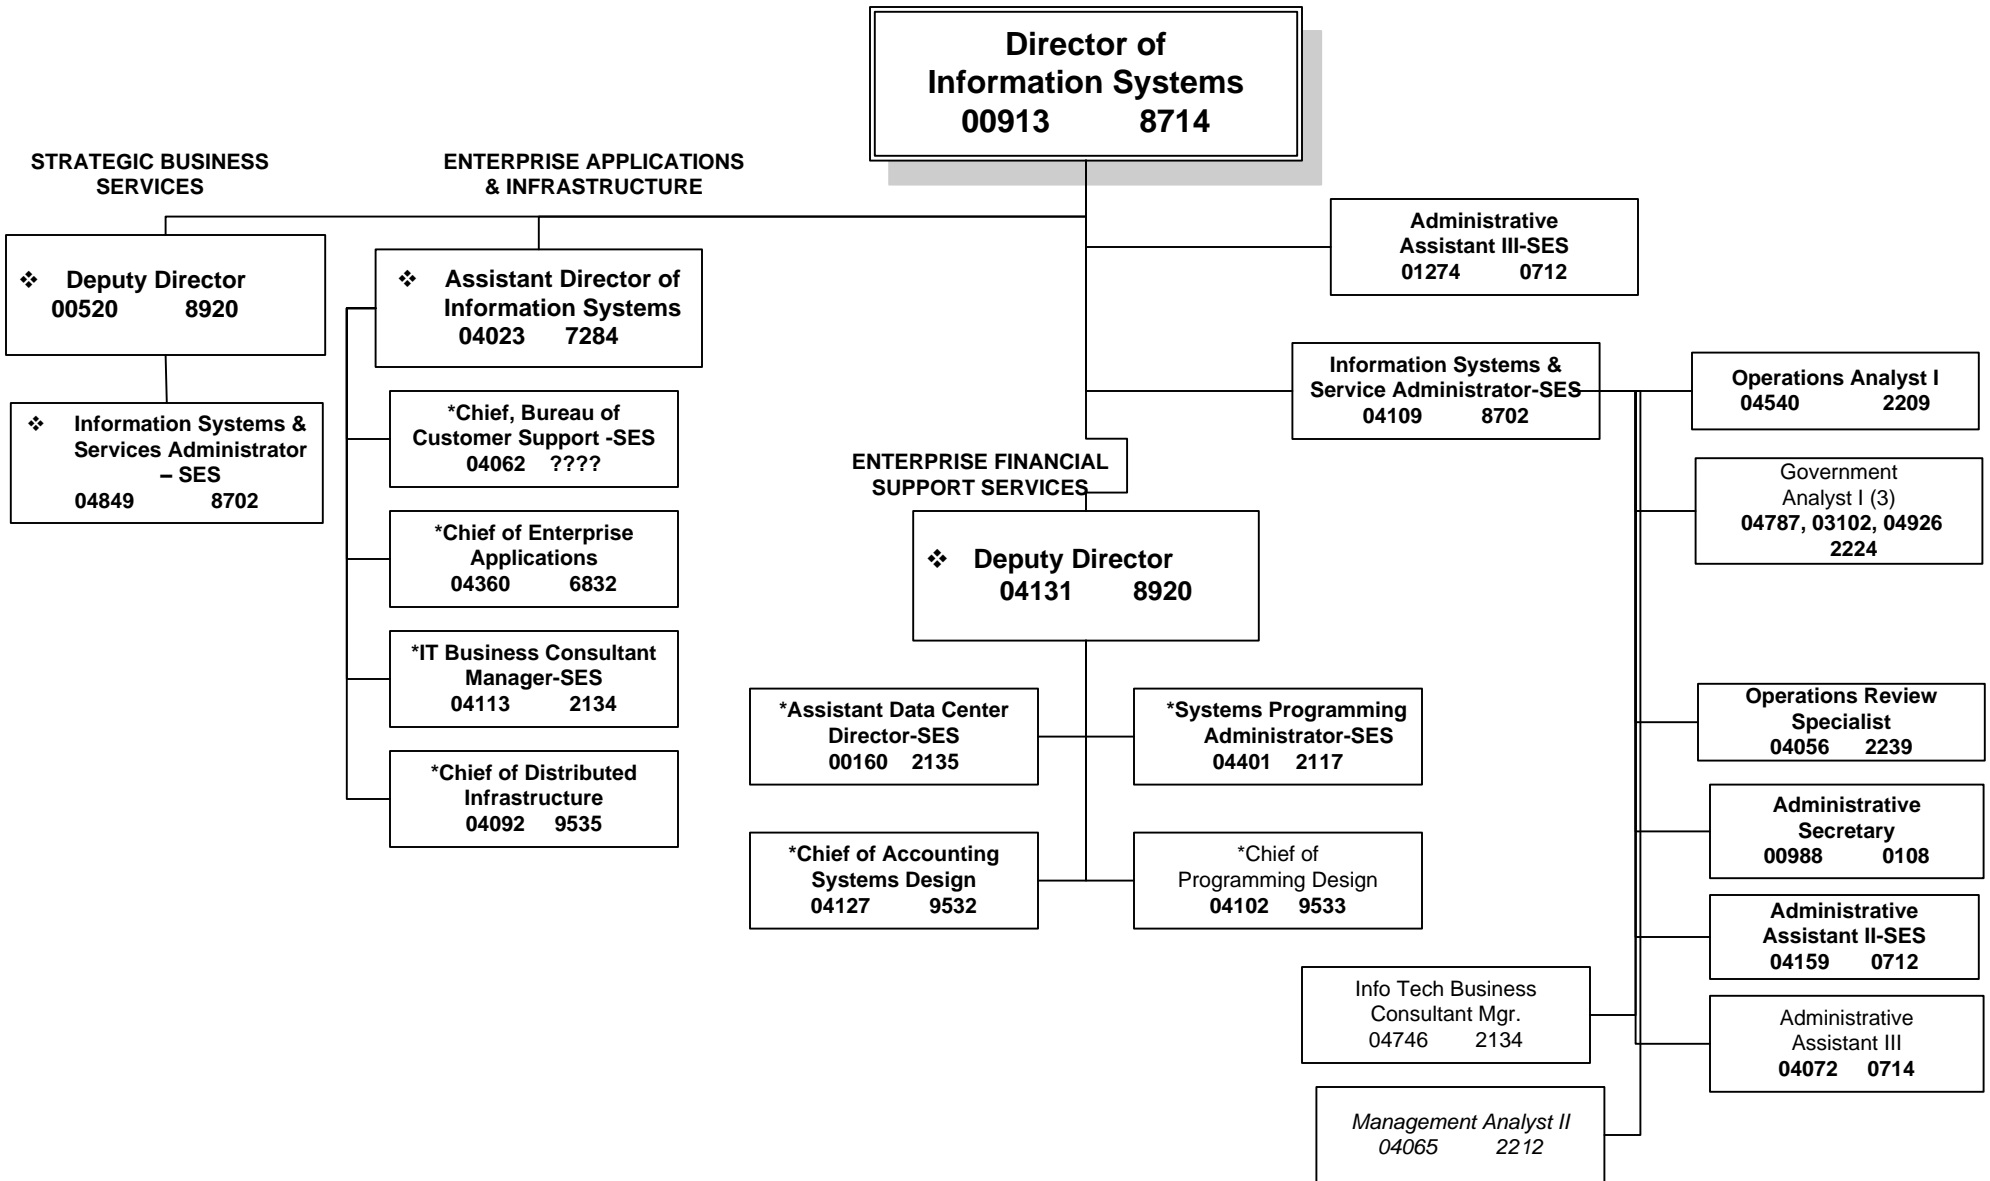 Director of
Information Systems
00913 8714
STRATEGIC BUSINESS
SERVICES
ENTERPRISE APPLICATIONS
& INFRASTRUCTURE
❖ Deputy Director
00520 8920
❖ Information Systems &
Services Administrator
– SES
04849 8702
❖ Assistant Director of
Information Systems
04023 7284
*Chief, Bureau of
Customer Support -SES
04062 ????
*Chief of Enterprise
Applications
04360 6832
*IT Business Consultant
Manager-SES
04113 2134
*Chief of Distributed
Infrastructure
04092 9535
ENTERPRISE FINANCIAL
SUPPORT SERVICES
❖ Deputy Director
04131 8920
*Assistant Data Center
Director-SES
00160 2135
*Systems Programming
Administrator-SES
04401 2117
*Chief of Accounting
Systems Design
04127 9532
*Chief of
Programming Design
04102 9533
Administrative
Assistant III-SES
01274 0712
Information Systems &
Service Administrator-SES
04109 8702
Operations Analyst I
04540 2209
Government
Analyst I (3)
04787, 03102, 04926
2224
Operations Review
Specialist
04056 2239
Administrative
Secretary
00988 0108
Administrative
Assistant II-SES
04159 0712
Administrative
Assistant III
04072 0714
Info Tech Business
Consultant Mgr.
04746 2134
Management Analyst II
04065 2212